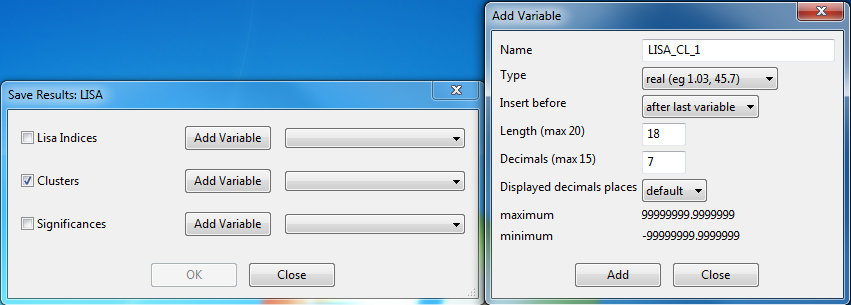 Save Results: LISA
Lisa Indices Add Variable
Clusters Add Variable
Significances Add Variable
OK Close
Add Variable
Name LISA_CL_1
Type real (eg 1.03, 45.7)
Insert before after last variable
Length (max 20) 18
Decimals (max 15) 7
Displayed decimals places default
maximum 99999999.9999999
minimum -99999999.9999999
Add Close